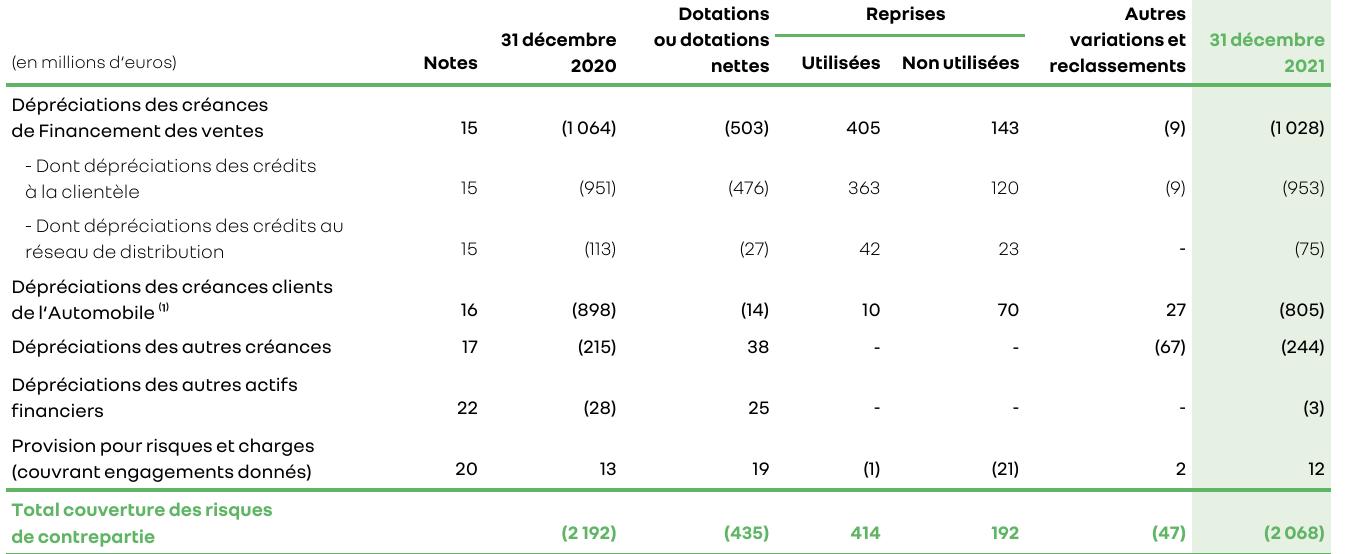 Dotations Reprises Autres
31 décembre ou dotations variations et 31 décembre
(en millions d'euros) Notes 2020 nettes Utilisées Non utilisées reclassements 2021
Dépréciations des créances
de Financement des ventes 15 (1 064) (503) 405 143 (9) (1 028)
- Dont dépréciations des crédits
à la clientèle 15 (951) (476) 363 120 (9) (953)
- Dont dépréciations des crédits au
réseau de distribution 15 (113) (27) 42 23 - (75)
Dépréciations des créances clients
de l'Automobile (1) 16 (898) (14) 10 70 27 (805)
Dépréciations des autres créances 17 (215) 38 - - (67) (244)
Dépréciations des autres actifs
financiers 22 (28) 25 - - - (3)
Provision pour risques et charges
(couvrant engagements donnés) 20 13 19 (1) (21) 2 12
Total couverture des risques
de contrepartie (2 192) (435) 414 192 (47) (2 068)